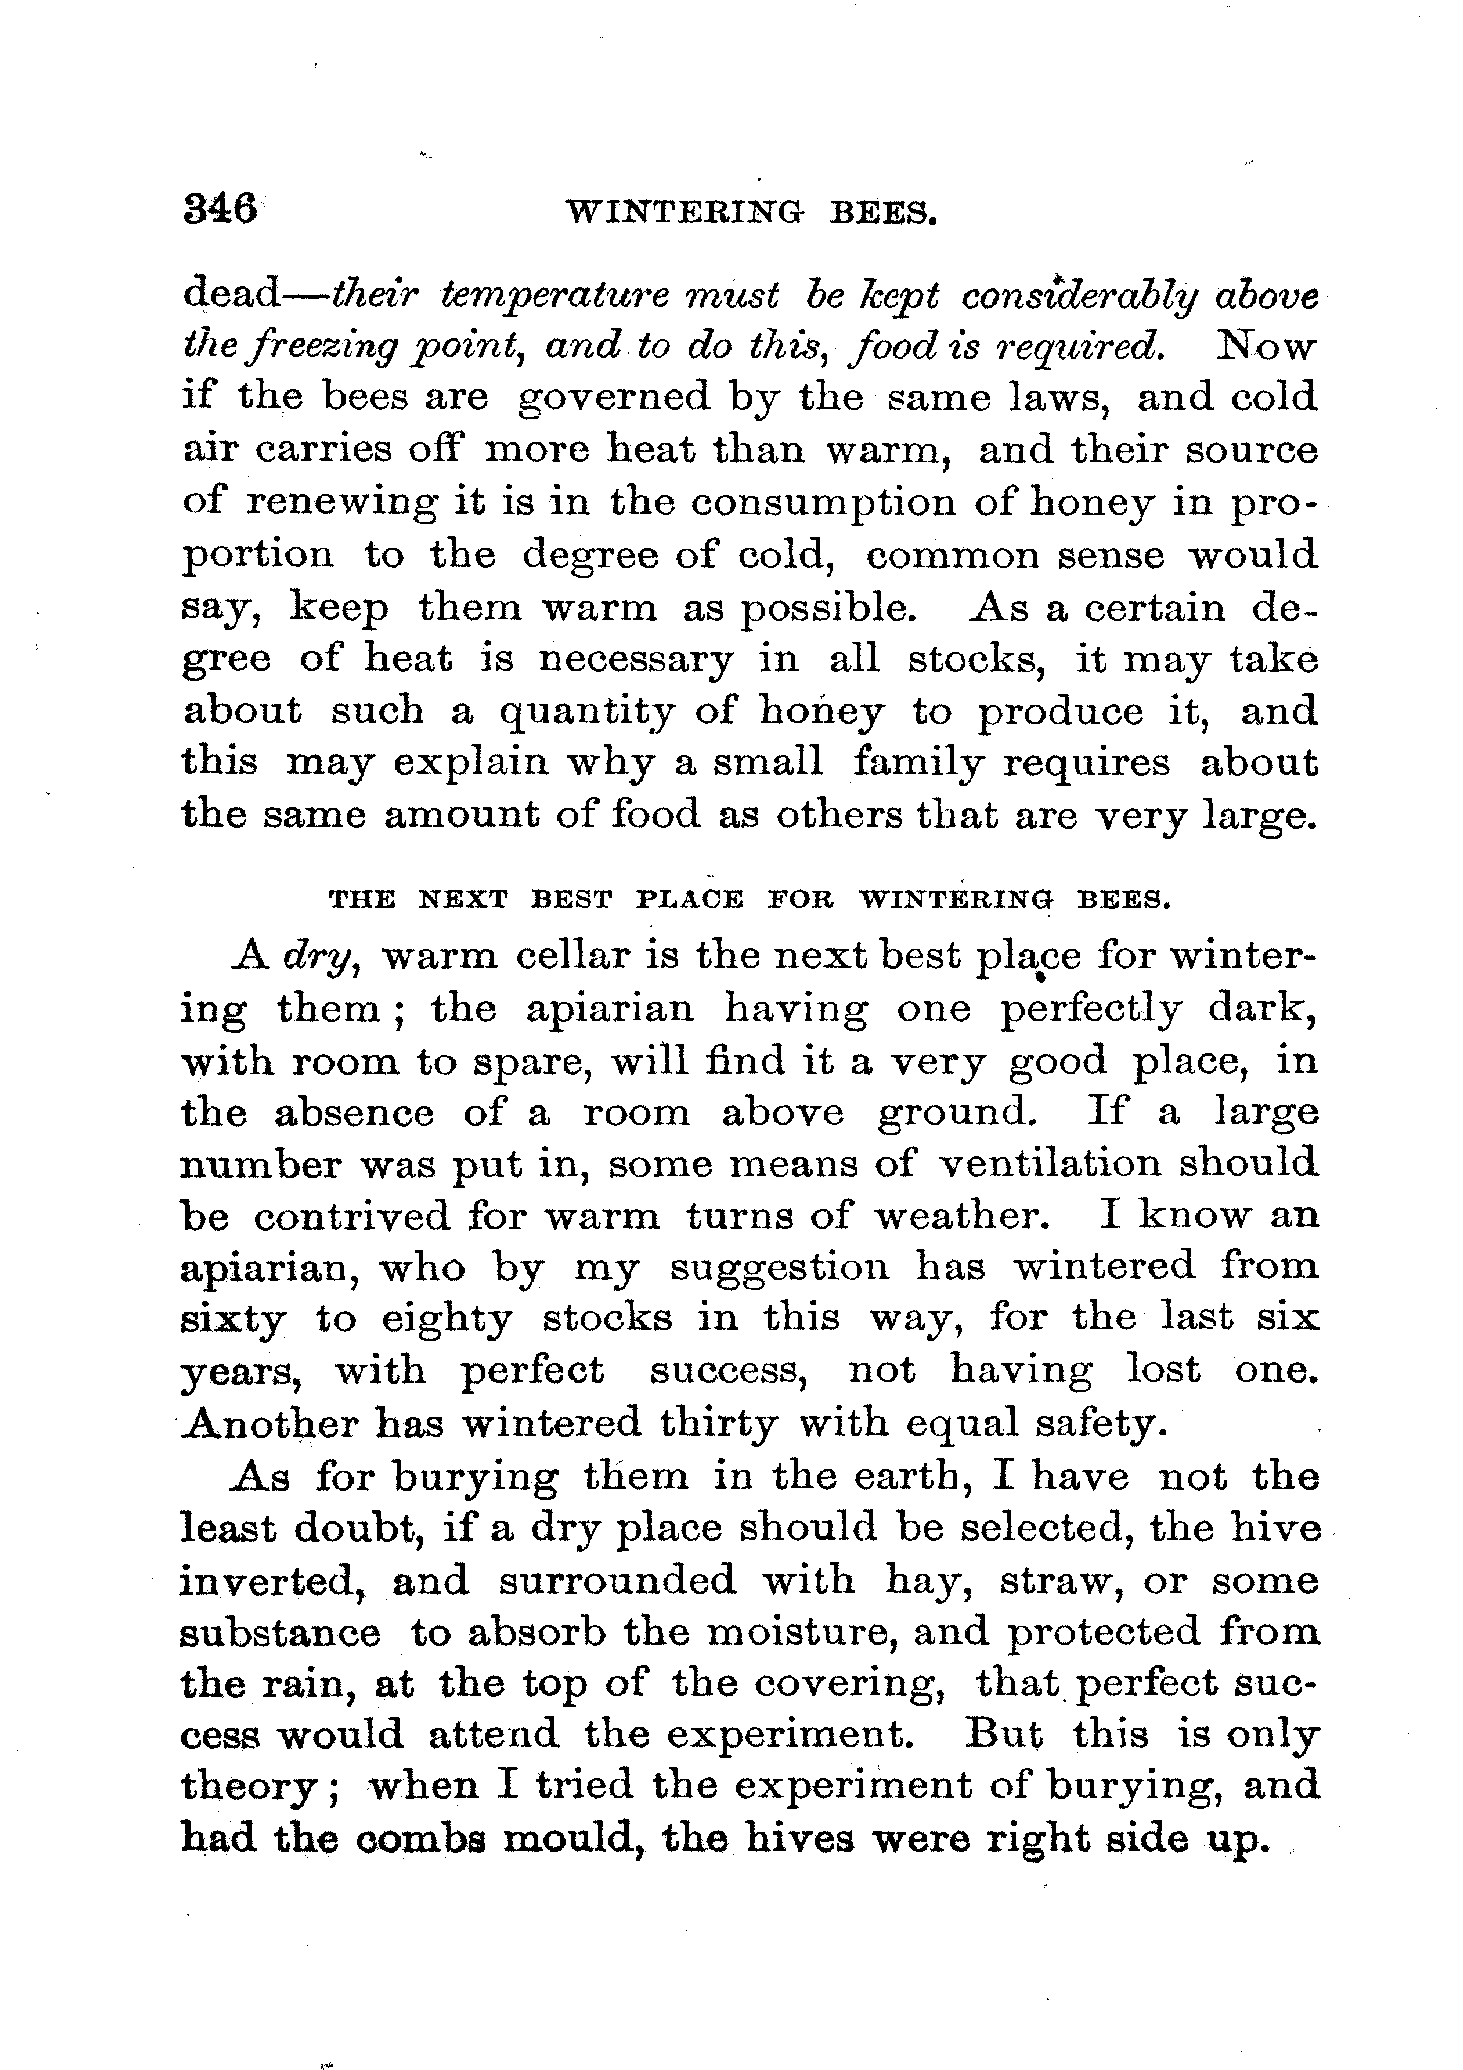 346 WINTERING BEES.
dead—their temperature must be kept considerably above
the freezing point, and to do this, food is required. Now
if the bees are governed by the same laws, and cold
air carries off more heat than warm, and their source
of renewing it is in the consumption of honey in pro-
portion to the degree of cold, common sense would
say, keep them warm as possible. As a certain de-
gree of heat is necessary in all stocks, it may take
about such a quantity of honey to produce it, and
this may explain why a small family requires about
the same amount of food as others that are very large.
THE NEXT BEST PLACE FOR WINTERING BEES.
A dry, warm cellar is the next best place for winter-
ing them; the apiarian having one perfectly dark,
with room to spare, will find it a very good place, in
the absence of a room above ground. If a large
number was put in, some means of ventilation should
be contrived for warm turns of weather. I know an
apiarian, who by my suggestion has wintered from
sixty to eighty stocks in this way, for the last six
years, with perfect success, not having lost one.
Another has wintered thirty with equal safety.
As for burying them in the earth, I have not the
least doubt, if a dry place should be selected, the hive
inverted, and surrounded with hay, straw, or some
substance to absorb the moisture, and protected from
the rain, at the top of the covering, that perfect suc-
cess would attend the experiment. But this is only
theory; when I tried the experiment of burying, and
had the combs mould, the hives were right side up.